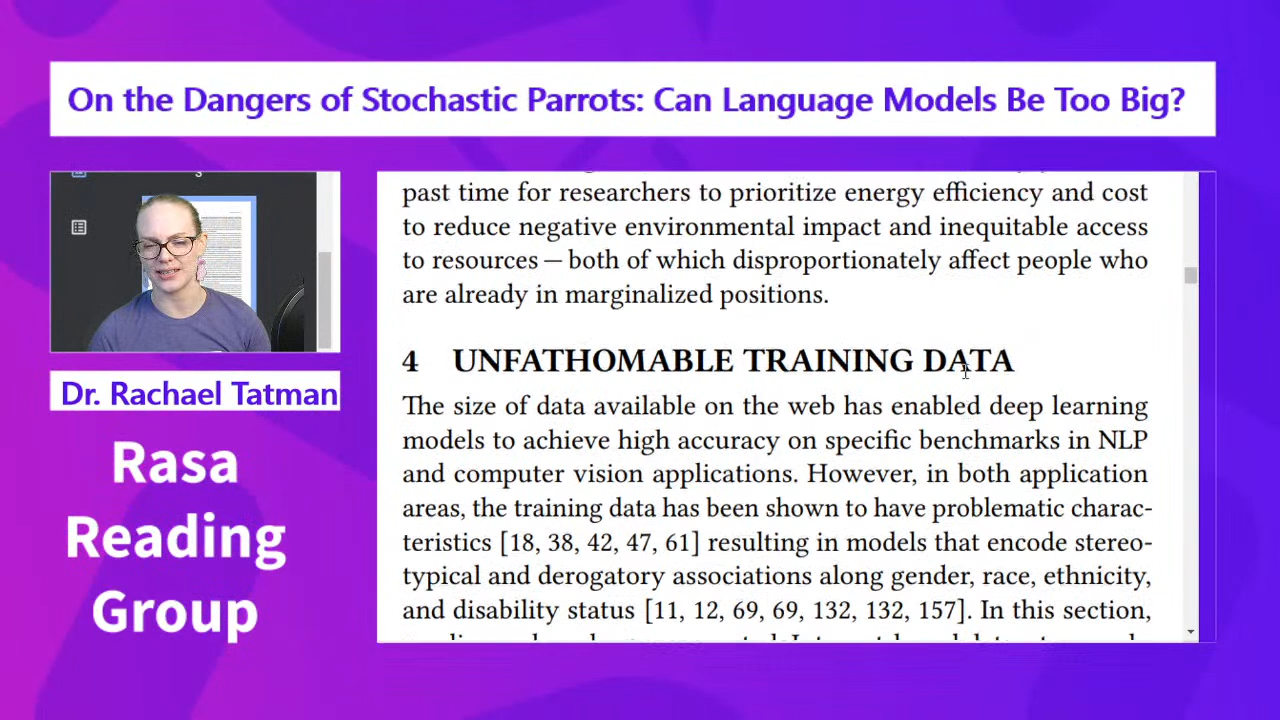 On the Dangers of Stochastic Parrots: Can Language Models Be Too Big?
Dr. Rachael Tatman
Rasa
Reading
Group
past time for researchers to prioritize energy efficiency and cost
to reduce negative environmental impact and inequitable access
to resources — both of which disproportionately affect people who
are already in marginalized positions.
4 UNFATHOMABLE TRAINING DATA
The size of data available on the web has enabled deep learning
models to achieve high accuracy on specific benchmarks in NLP
and computer vision applications. However, in both application
areas, the training data has been shown to have problematic charac-
teristics [18, 38, 42, 47, 61] resulting in models that encode stereo-
typical and derogatory associations along gender, race, ethnicity,
and disability status [11, 12, 69, 69, 132, 132, 157]. In this section,